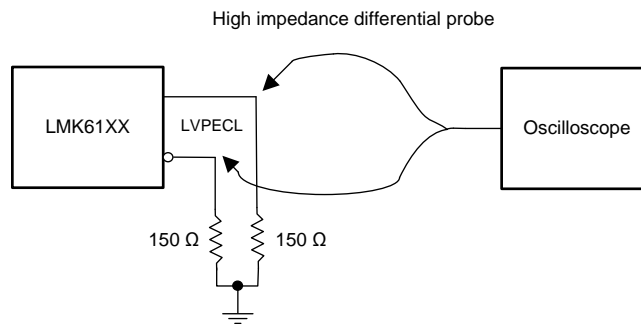 High impedance differential probe
LMK61XX
LVPECL
Oscilloscope
150 Ω
150 Ω